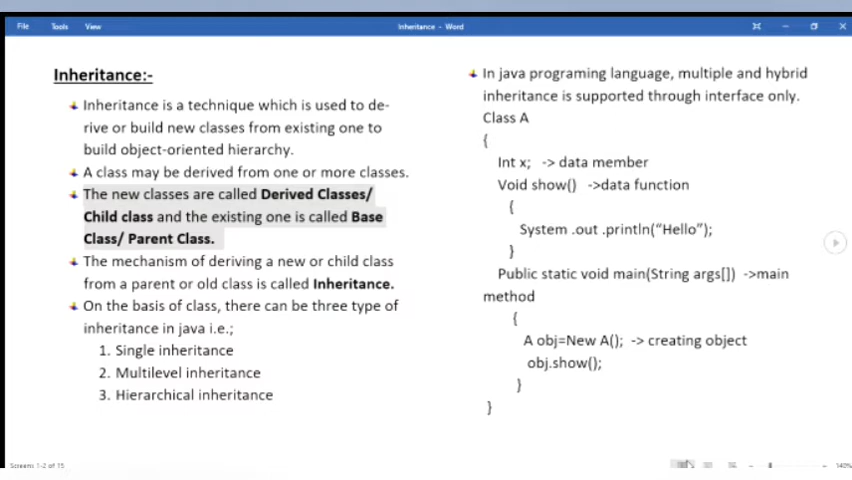 File Tools View Inheritance - Word
Inheritance:-
Inheritance is a technique which is used to de-
rive or build new classes from existing one to
build object-oriented hierarchy.
A class may be derived from one or more classes.
The new classes are called Derived Classes/
Child class and the existing one is called Base
Class/ Parent Class.
The mechanism of deriving a new or child class
from a parent or old class is called Inheritance.
On the basis of class, there can be three type of
inheritance in java i.e.;
1. Single inheritance
2. Multilevel inheritance
3. Hierarchical inheritance
In java programing language, multiple and hybrid
inheritance is supported through interface only.
Class A
{
Int x; -> data member
Void show() ->data function
{
System .out .println(“Hello”);
}
Public static void main(String args[]) ->main
method
{
A obj=New A(); -> creating object
obj.show();
}
}
Screens 1-2 of 15
140%